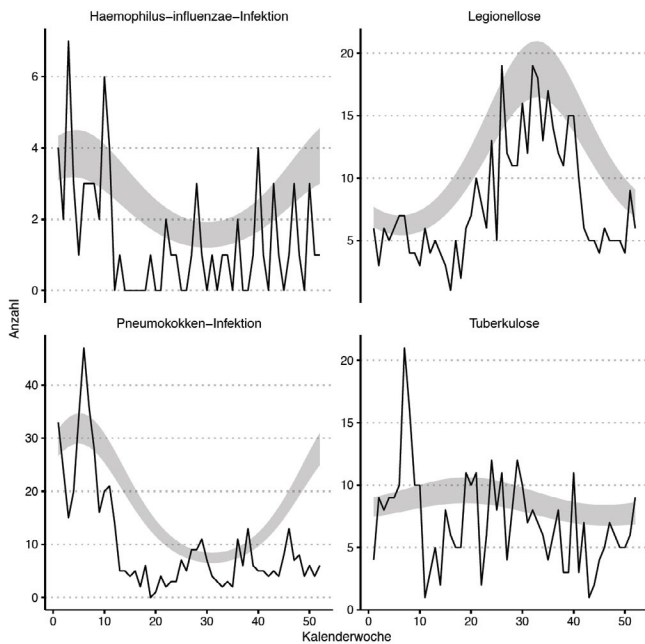 Haemophilus−influenzae−Infektion
Legionellose
6
4
2
0
20
15
10
5
Anzahl
Pneumokokken−Infektion
Tuberkulose
40
30
20
10
0
20
15
10
5
0
0 10 20 30 40 50
0 10 20 30 40 50
Kalenderwoche